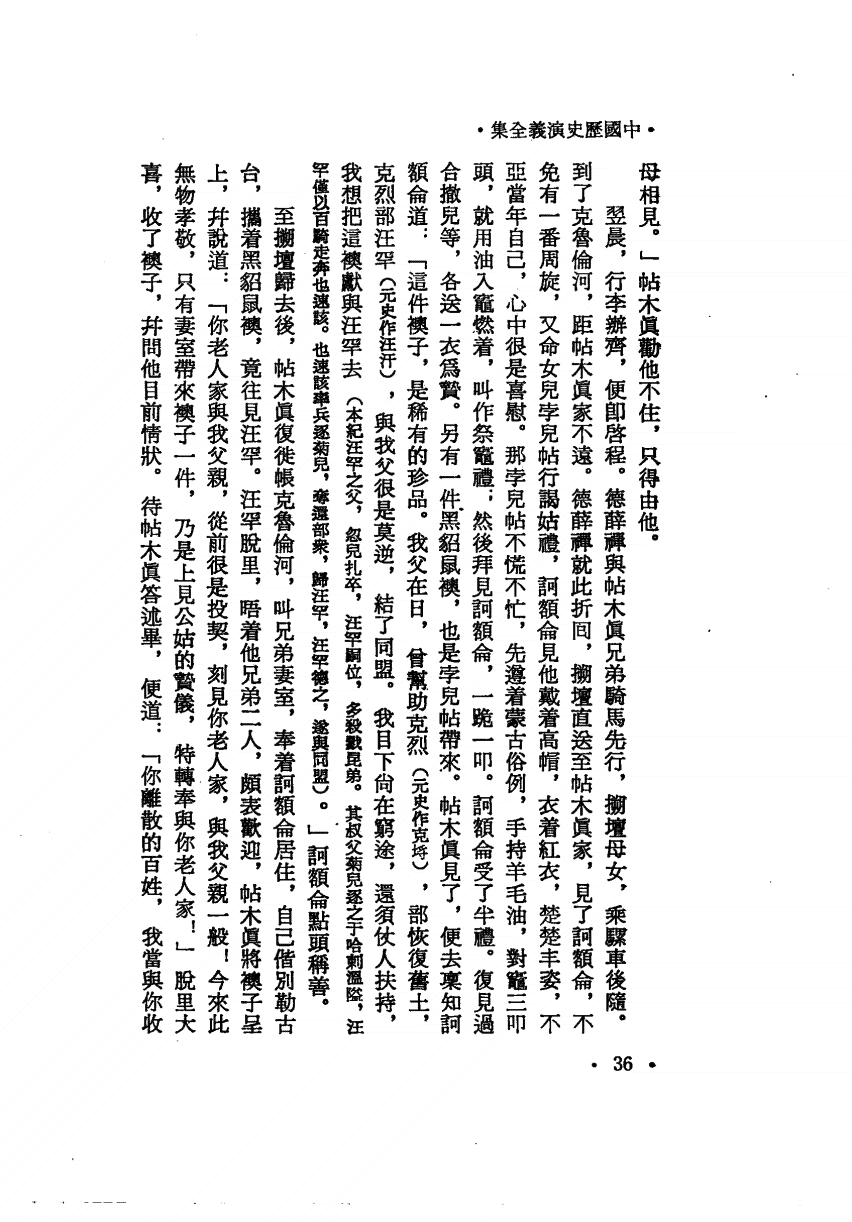 ·中國歷史演義全集·
母相見。」帖木眞勸他不住，只得由他。
翌晨，行李辦齊，便卽啓程。德薛禪與帖木眞兄弟騎馬先行，搠壇母女，乘騾車後隨。
到了克魯倫河，距帖木眞家不遠。德薛禪就此折回，搠壇直送至帖木眞家，見了訶額侖，不
免有一番周旋，又命女兒孛兒帖行謁姑禮，訶額侖見他戴着高帽，衣着紅衣，楚楚丰姿，不
亞當年自己，心中很是喜慰。那孛兒帖不慌不忙，先遵着蒙古俗例，手持羊毛油，對竈三叩
頭，就用油入竈燃着，叫作祭竈禮；然後拜見訶額侖，一跪一叩。訶額侖受了半禮。復見過
合撤兒等，各送一衣爲贄。另有一件黑貂鼠襖，也是孛兒帖帶來。帖木眞見了，便去稟知訶
額侖道：「這件襖子，是稀有的珍品。我父在日，曾幫助克烈（元史作克埓），部恢復舊土，
克烈部汪罕（元史作汪汗），與我父很是莫逆，結了同盟。我目下尙在窮途，還須仗人扶持，
我想把這襖獻與汪罕去（本紀汪罕之父，忽兒扎卒，汪罕嗣位，多殺戮昆弟。其叔父菊兒逐之于哈剌溫隘，汪
罕僅以百騎走奔也速該。也速該率兵逐菊兒，奪還部衆，歸汪罕，汪罕德之，遂與同盟）。」訶額侖點頭稱善。
至搠壇歸去後，帖木眞復徙帳克魯倫河，叫兄弟妻室，奉着訶額侖居住，自己偕別勒古
台，攜着黑貂鼠襖，竟往見汪罕。汪罕脫里，晤着他兄弟二人，頗表歡迎，帖木眞將襖子呈
上，幷說道：「你老人家與我父親，從前很是投契，刻見你老人家，與我父親一般！今來此
無物孝敬，只有妻室帶來襖子一件，乃是上見公姑的贄儀，特轉奉與你老人家！」脫里大
喜，收了襖子，幷問他目前情狀。待帖木眞答述畢，便道：「你離散的百姓，我當與你收
·36·